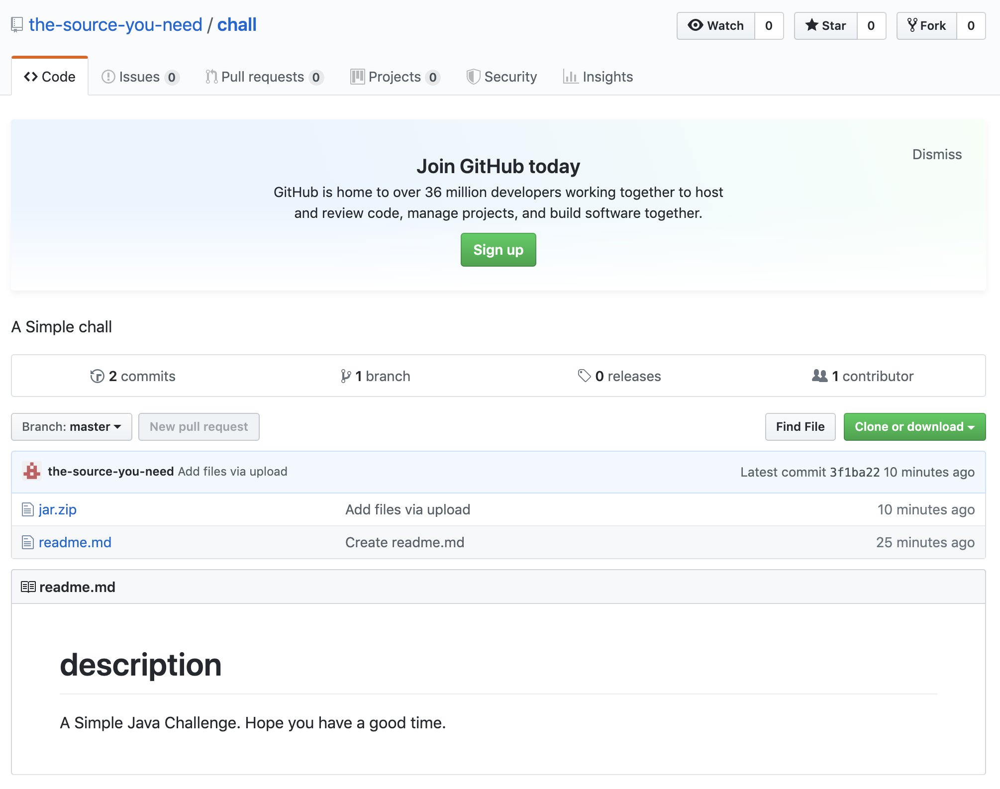 the-source-you-need / chall
Watch 0 Star 0 Fork 0
Code Issues 0 Pull requests 0 Projects 0 Security Insights
Dismiss
Join GitHub today
GitHub is home to over 36 million developers working together to host
and review code, manage projects, and build software together.
Sign up
A Simple chall
2 commits 1 branch 0 releases 1 contributor
Branch: master New pull request Find File Clone or download
the-source-you-need Add files via upload Latest commit 3f1ba22 10 minutes ago
jar.zip Add files via upload 10 minutes ago
readme.md Create readme.md 25 minutes ago
readme.md
description
A Simple Java Challenge. Hope you have a good time.